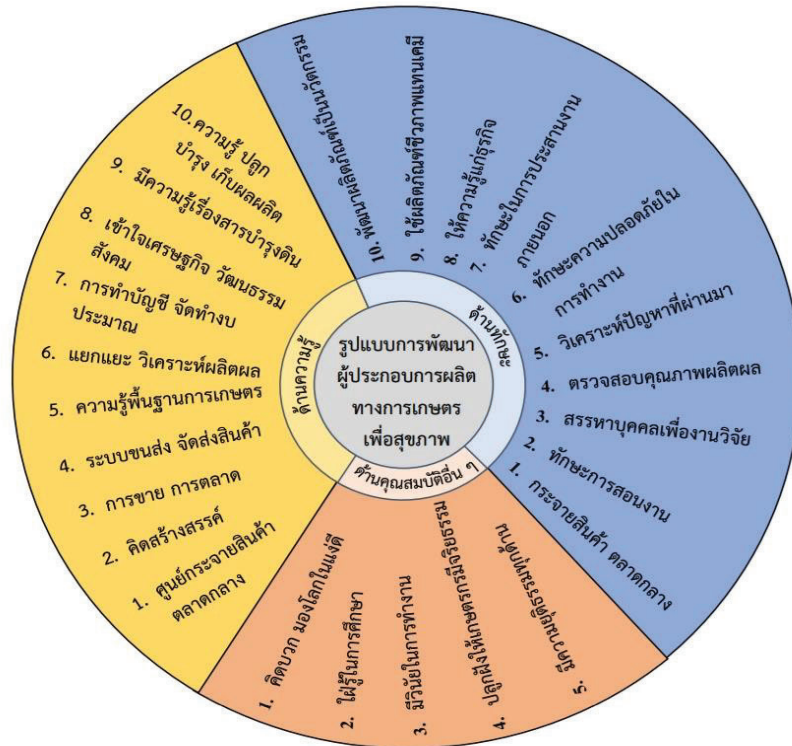 รูปแบบการพัฒนา
ผู้ประกอบการผลิต
ทางการเกษตร
เพื่อสุขภาพ
ด้านความรู้
1. ศูนย์กระจายสินค้า
ตลาดกลาง
2. คิดสร้างสรรค์
3. การขาย การตลาด
4. ระบบขนส่ง จัดส่งสินค้า
5. ความรู้พื้นฐานการเกษตร
6. แยกแยะ วิเคราะห์ผลิตผล
7. การทำบัญชี จัดทำงบ
ประมาณ
8. เข้าใจเศรษฐกิจ วัฒนธรรม
สังคม
9. มีความรู้เรื่องสารบำรุงดิน
10.ความรู้ ปลูก
บำรุง เก็บผลผลิต
ด้านทักษะ
1. กระจายสินค้า ตลาดกลาง
2. ทักษะการสอนงาน
3. สรรหาบุคคลเพื่องานวิจัย
4. ตรวจสอบคุณภาพผลิตผล
5. วิเคราะห์ปัญหาที่ผ่านมา
6. ทักษะความปลอดภัยใน
การทำงาน
7. ทักษะในการประสานงาน
ภายนอก
8. ให้ความรู้แก่ธุรกิจ
9. ใช้ผลิตภัณฑ์ชีวภาพแทนเคมี
10. พัฒนาผลิตภัณฑ์เป็นนวัตกรรม
ด้านคุณสมบัติอื่น ๆ
1. คิดบวก มองโลกในแง่ดี
2. ใฝ่รู้ในการศึกษา
3. มีวินัยในการทำงาน
4. ปลูกฝังให้เกษตรกรมีจริยธรรม
5. มีความยุติธรรมทุกด้าน